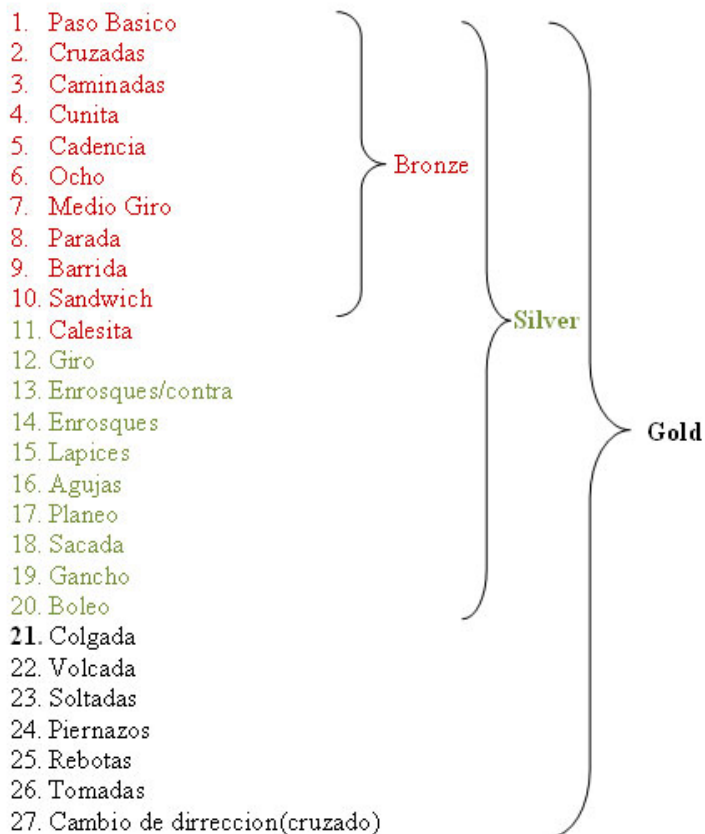 1. Paso Basico
2. Cruzadas
3. Caminadas
4. Cunita
5. Cadencia
6. Ocho
7. Medio Giro
8. Parada
9. Barrida
10. Sandwich
11. Calesita
12. Giro
13. Enrosques/contra
14. Enrosques
15. Lapices
16. Agujas
17. Planeo
18. Sacada
19. Gancho
20. Boleo
21. Colgada
22. Volcada
23. Soltadas
24. Piernazos
25. Rebotas
26. Tomadas
27. Cambio de dirreccion(cruzado)
Bronze
Silver
Gold